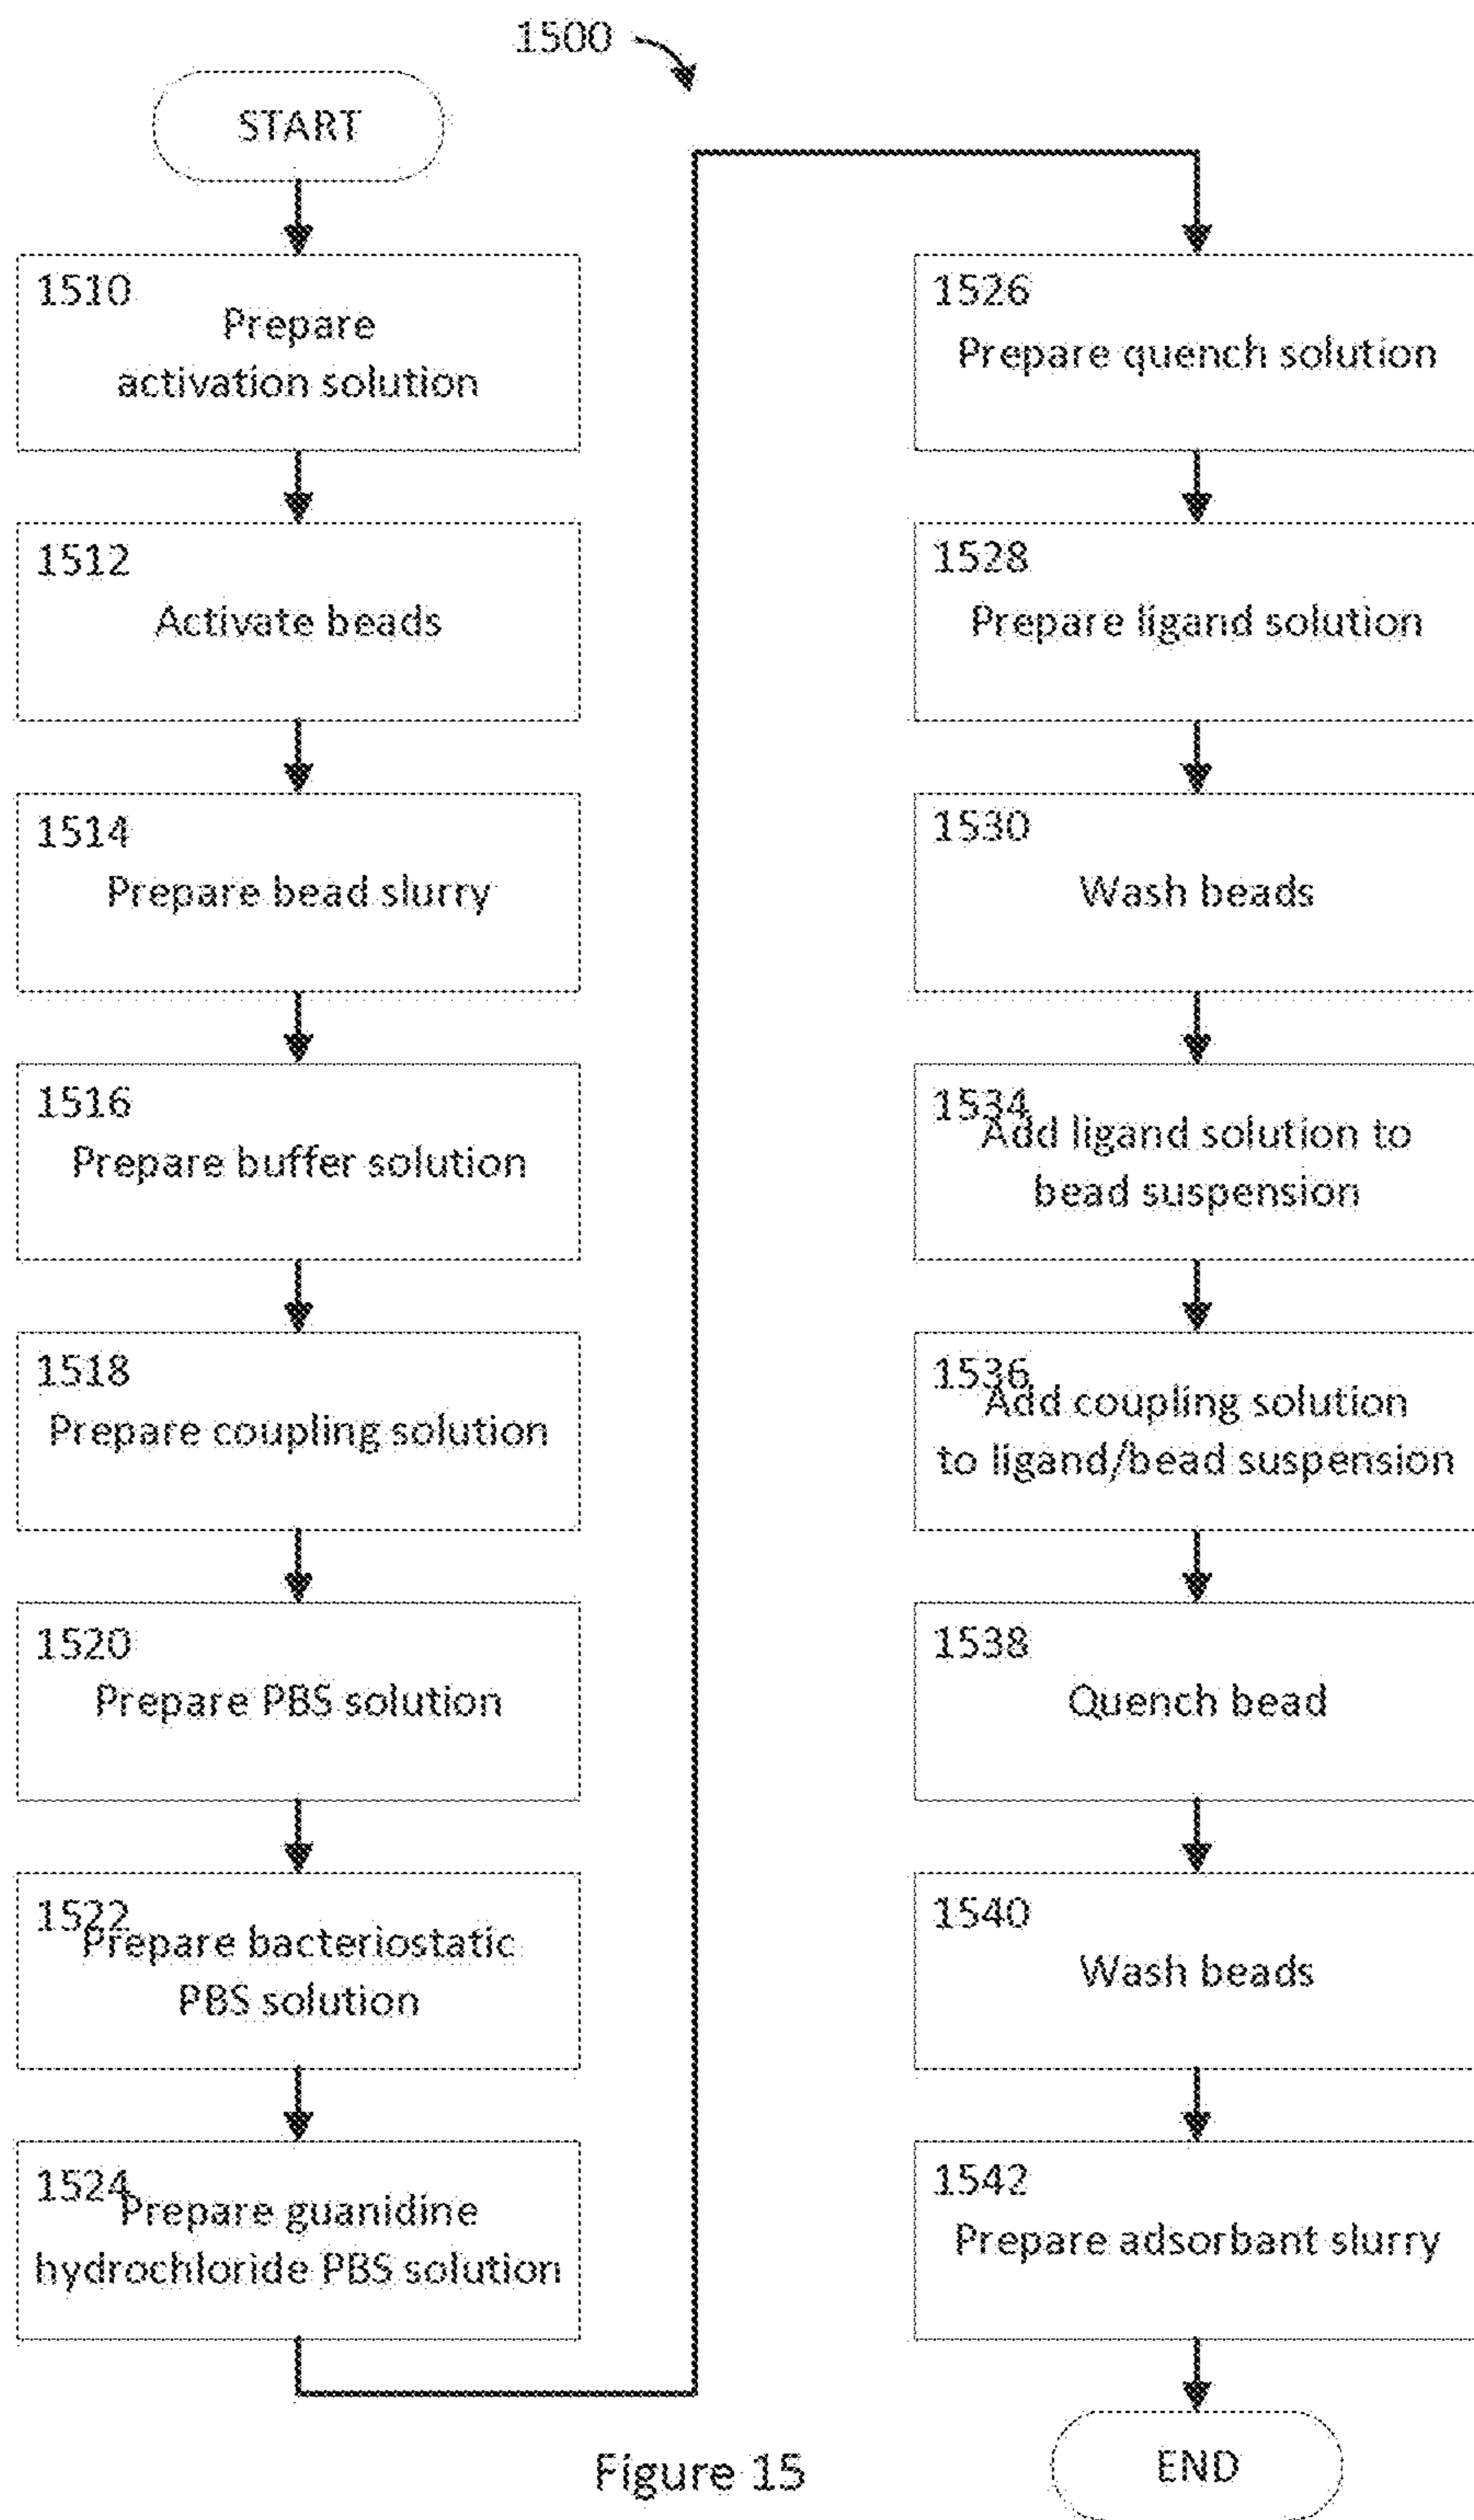 1500
START
1510
Prepare
activation solution
1512
Activate beads
1514
Prepare bead slurry
1516
Prepare buffer solution
1518
Prepare coupling solution
1520
Prepare PBS solution
1522
Prepare bacteriostatic
PBS solution
1524
Prepare guanidine
hydrochloride PBS solution
1526
Prepare quench solution
1528
Prepare ligand solution
1530
Wash beads
1534
Add ligand solution to
bead suspension
1536
Add coupling solution
to ligand/bead suspension
1538
Quench bead
1540
Wash beads
1542
Prepare adsorbant slurry
END
Figure 15